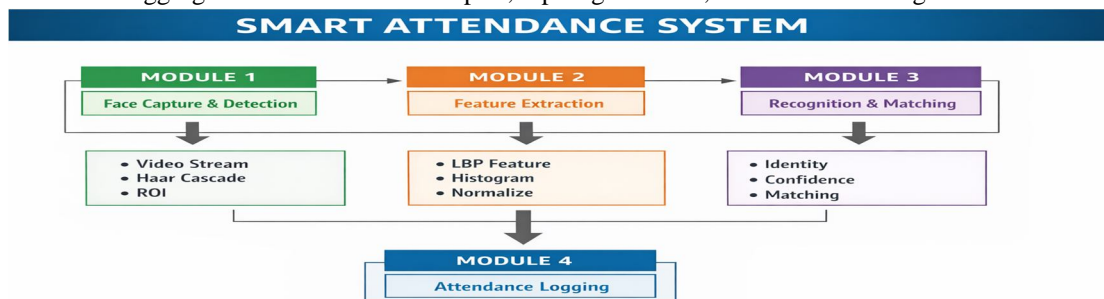 SMART ATTENDANCE SYSTEM
MODULE 1
Face Capture & Detection
• Video Stream
• Haar Cascade
• ROI
MODULE 2
Feature Extraction
• LBP Feature
• Histogram
• Normalize
MODULE 3
Recognition & Matching
• Identity
• Confidence
• Matching
MODULE 4
Attendance Logging